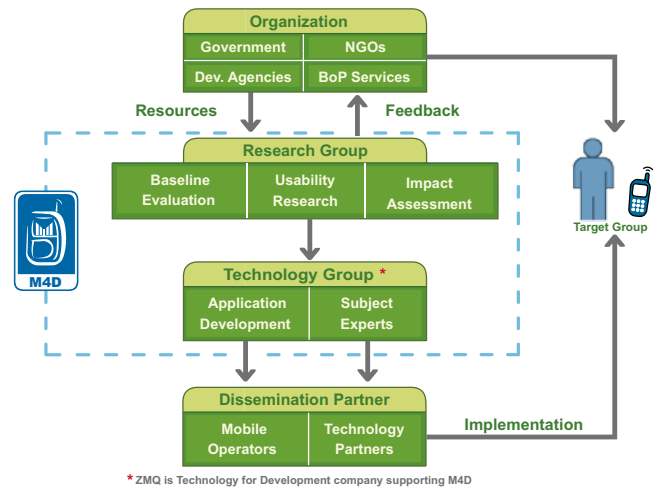 Organization
Government NGOs
Dev. Agencies BoP Services
Resources Feedback
Research Group
Baseline Evaluation
Usability Research
Impact Assessment
M4D
Target Group
Technology Group *
Application Development
Subject Experts
Dissemination Partner
Mobile Operators
Technology Partners
Implementation
* ZMQ is Technology for Development company supporting M4D